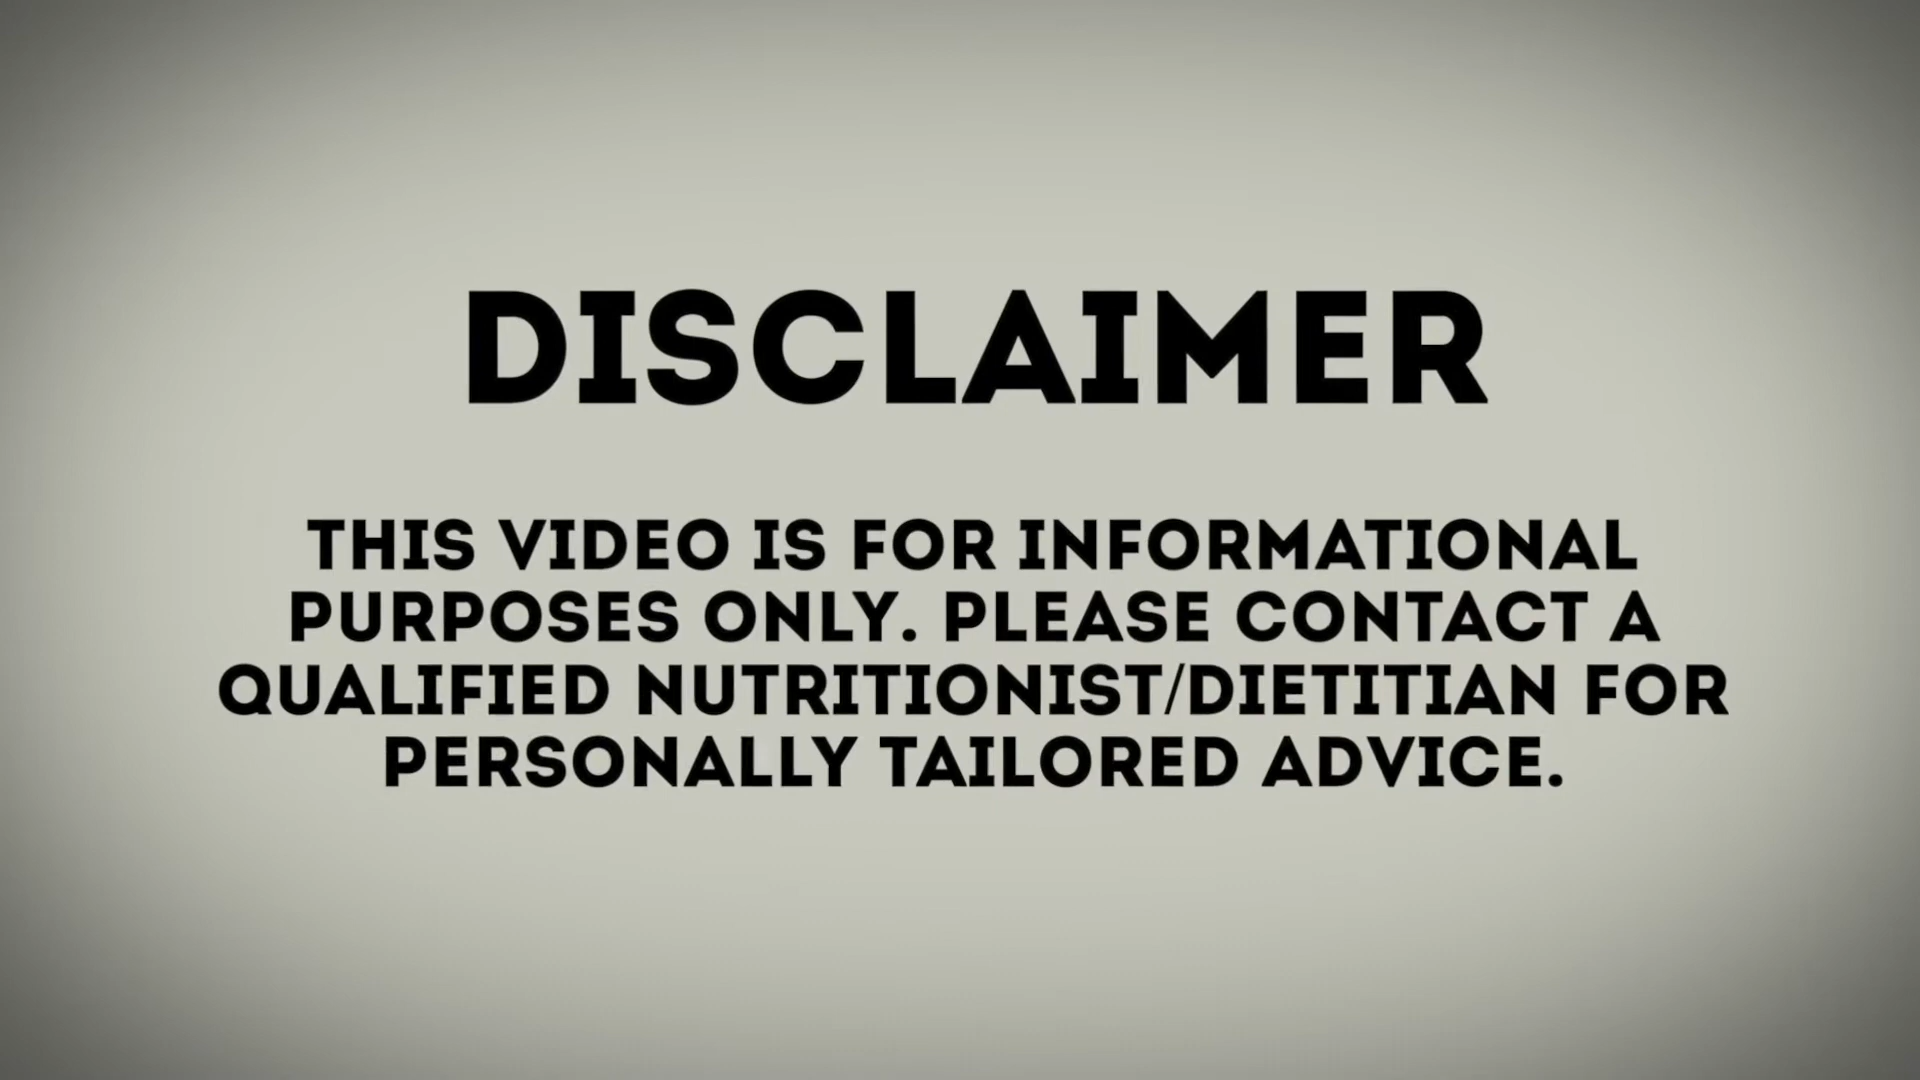 DISCLAIMER
THIS VIDEO IS FOR INFORMATIONAL
PURPOSES ONLY. PLEASE CONTACT A
QUALIFIED NUTRITIONIST/DIETITIAN FOR
PERSONALLY TAILORED ADVICE.